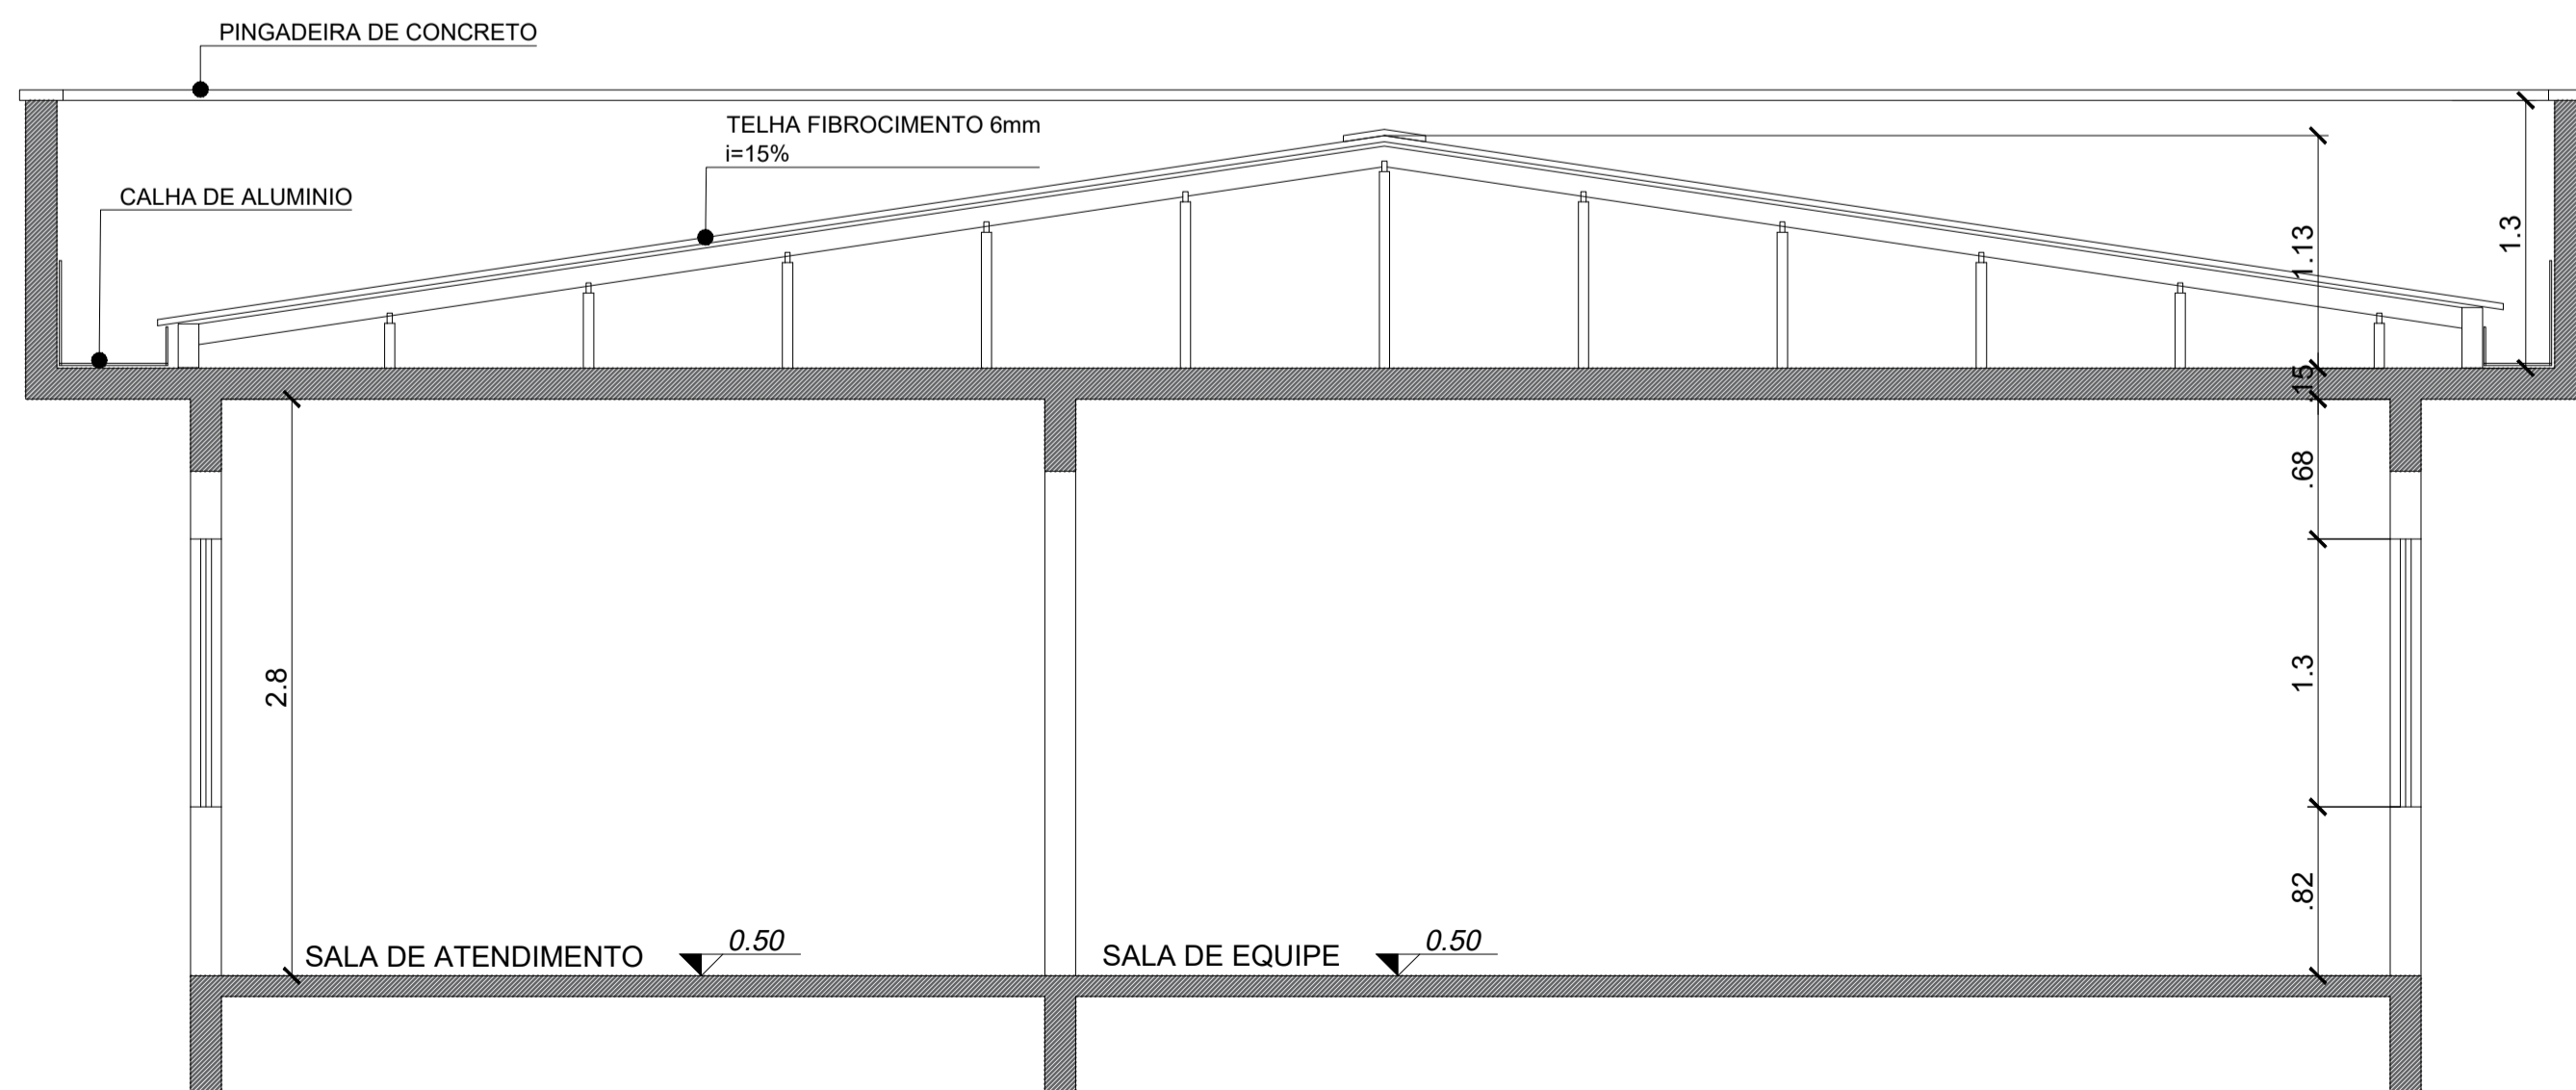 PINGADEIRA DE CONCRETO
TELHA FIBROCIMENTO 6mm
i=15%
CALHA DE ALUMINIO
1.3
1.13
.15
.68
2.8
1.3
.82
SALA DE ATENDIMENTO
0.50
SALA DE EQUIPE
0.50